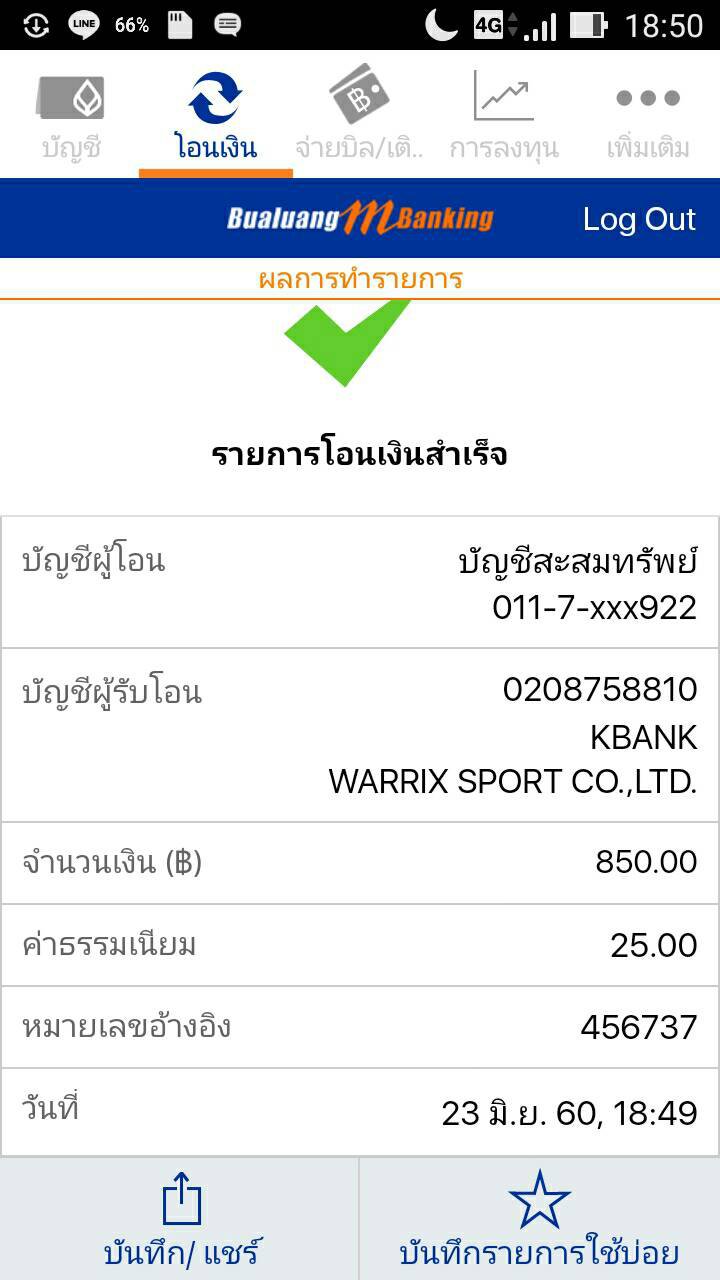 LINE 66% 4G 18:50
บัญชี โอนเงิน จ่ายบิล/เติ.. การลงทุน เพิ่มเติม
Bualuang mBanking Log Out
ผลการทำรายการ
รายการโอนเงินสำเร็จ
บัญชีผู้โอน บัญชีสะสมทรัพย์
011-7-xxx922
บัญชีผู้รับโอน 0208758810
KBANK
WARRIX SPORT CO.,LTD.
จำนวนเงิน (฿) 850.00
ค่าธรรมเนียม 25.00
หมายเลขอ้างอิง 456737
วันที่ 23 มิ.ย. 60, 18:49
บันทึก/ แชร์ บันทึกรายการใช้บ่อย